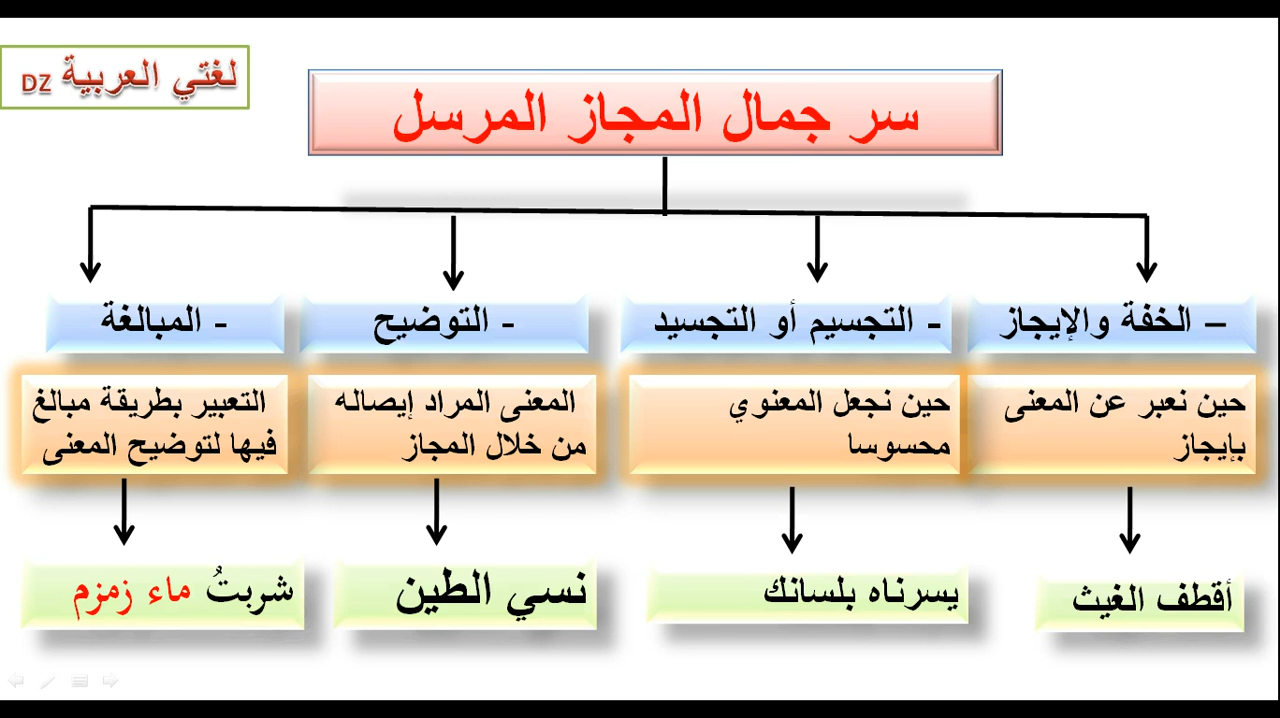 لغتي العربية DZ
سر جمال المجاز المرسل
– الخفة والإيجاز
- التجسيم أو التجسيد
- التوضيح
- المبالغة
حين نعبر عن المعنى
بإيجاز
حين نجعل المعنوي
محسوسا
المعنى المراد إيصاله
من خلال المجاز
التعبير بطريقة مبالغ
فيها لتوضيح المعنى
أقطف الغيث
يسرناه بلسانك
نسي الطين
شربتُ ماء زمزم